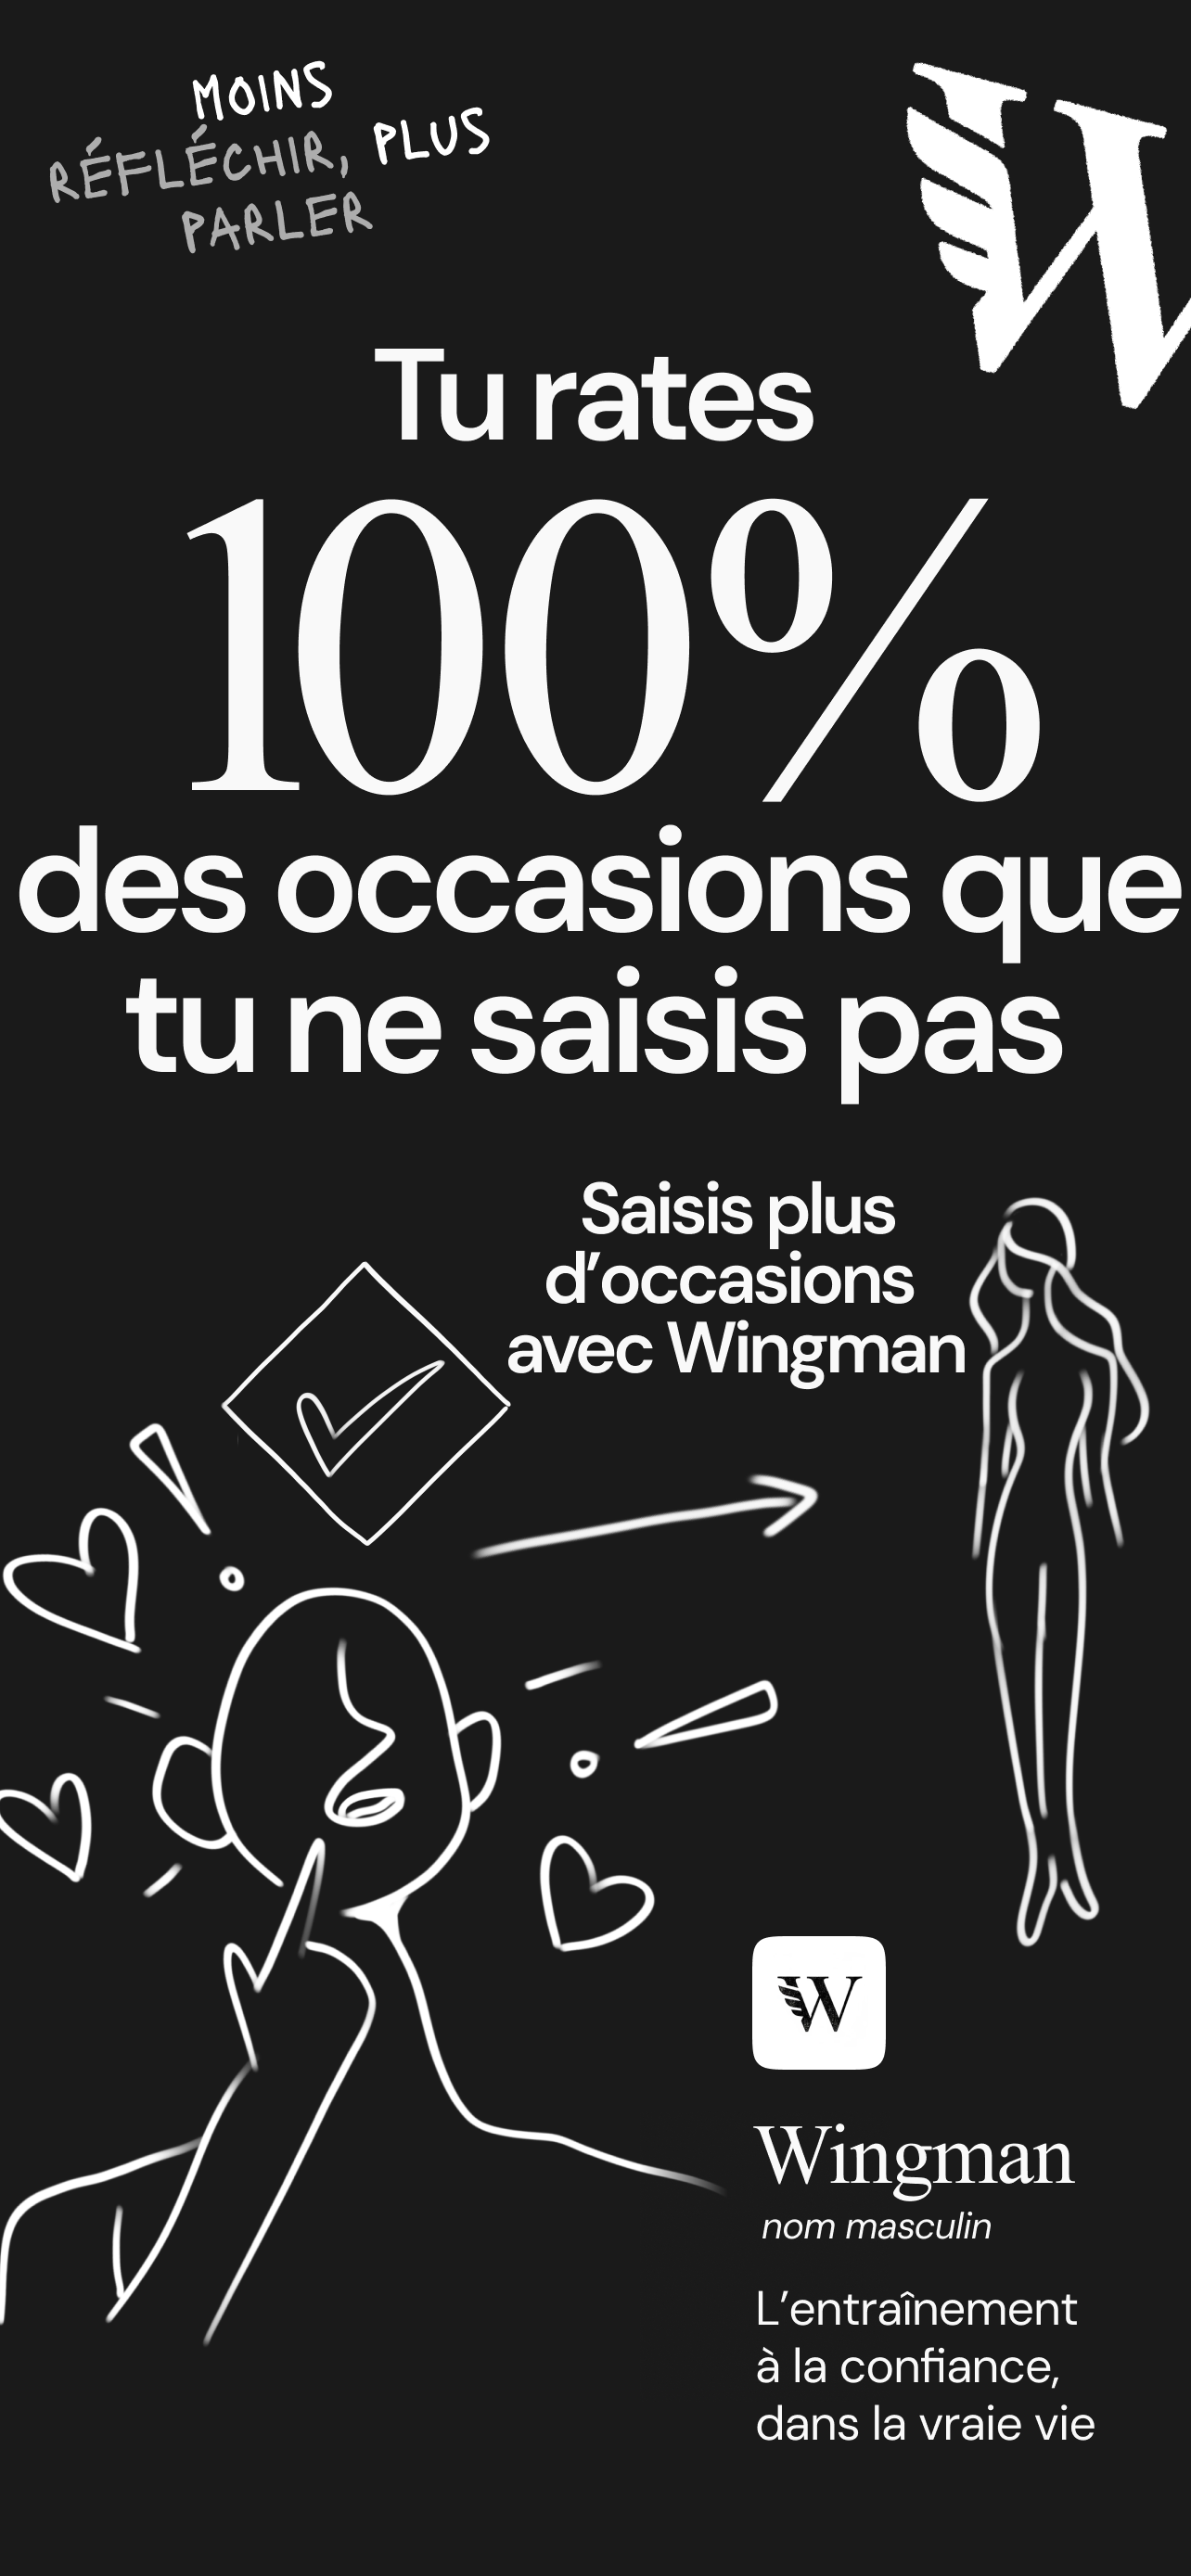 MOINS
RÉFLÉCHIR, PLUS
PARLER
W
Tu rates
100%
des occasions que
tu ne saisis pas
Saisis plus
d’occasions
avec Wingman
W
Wingman
nom masculin
L’entraînement
à la confiance,
dans la vraie vie